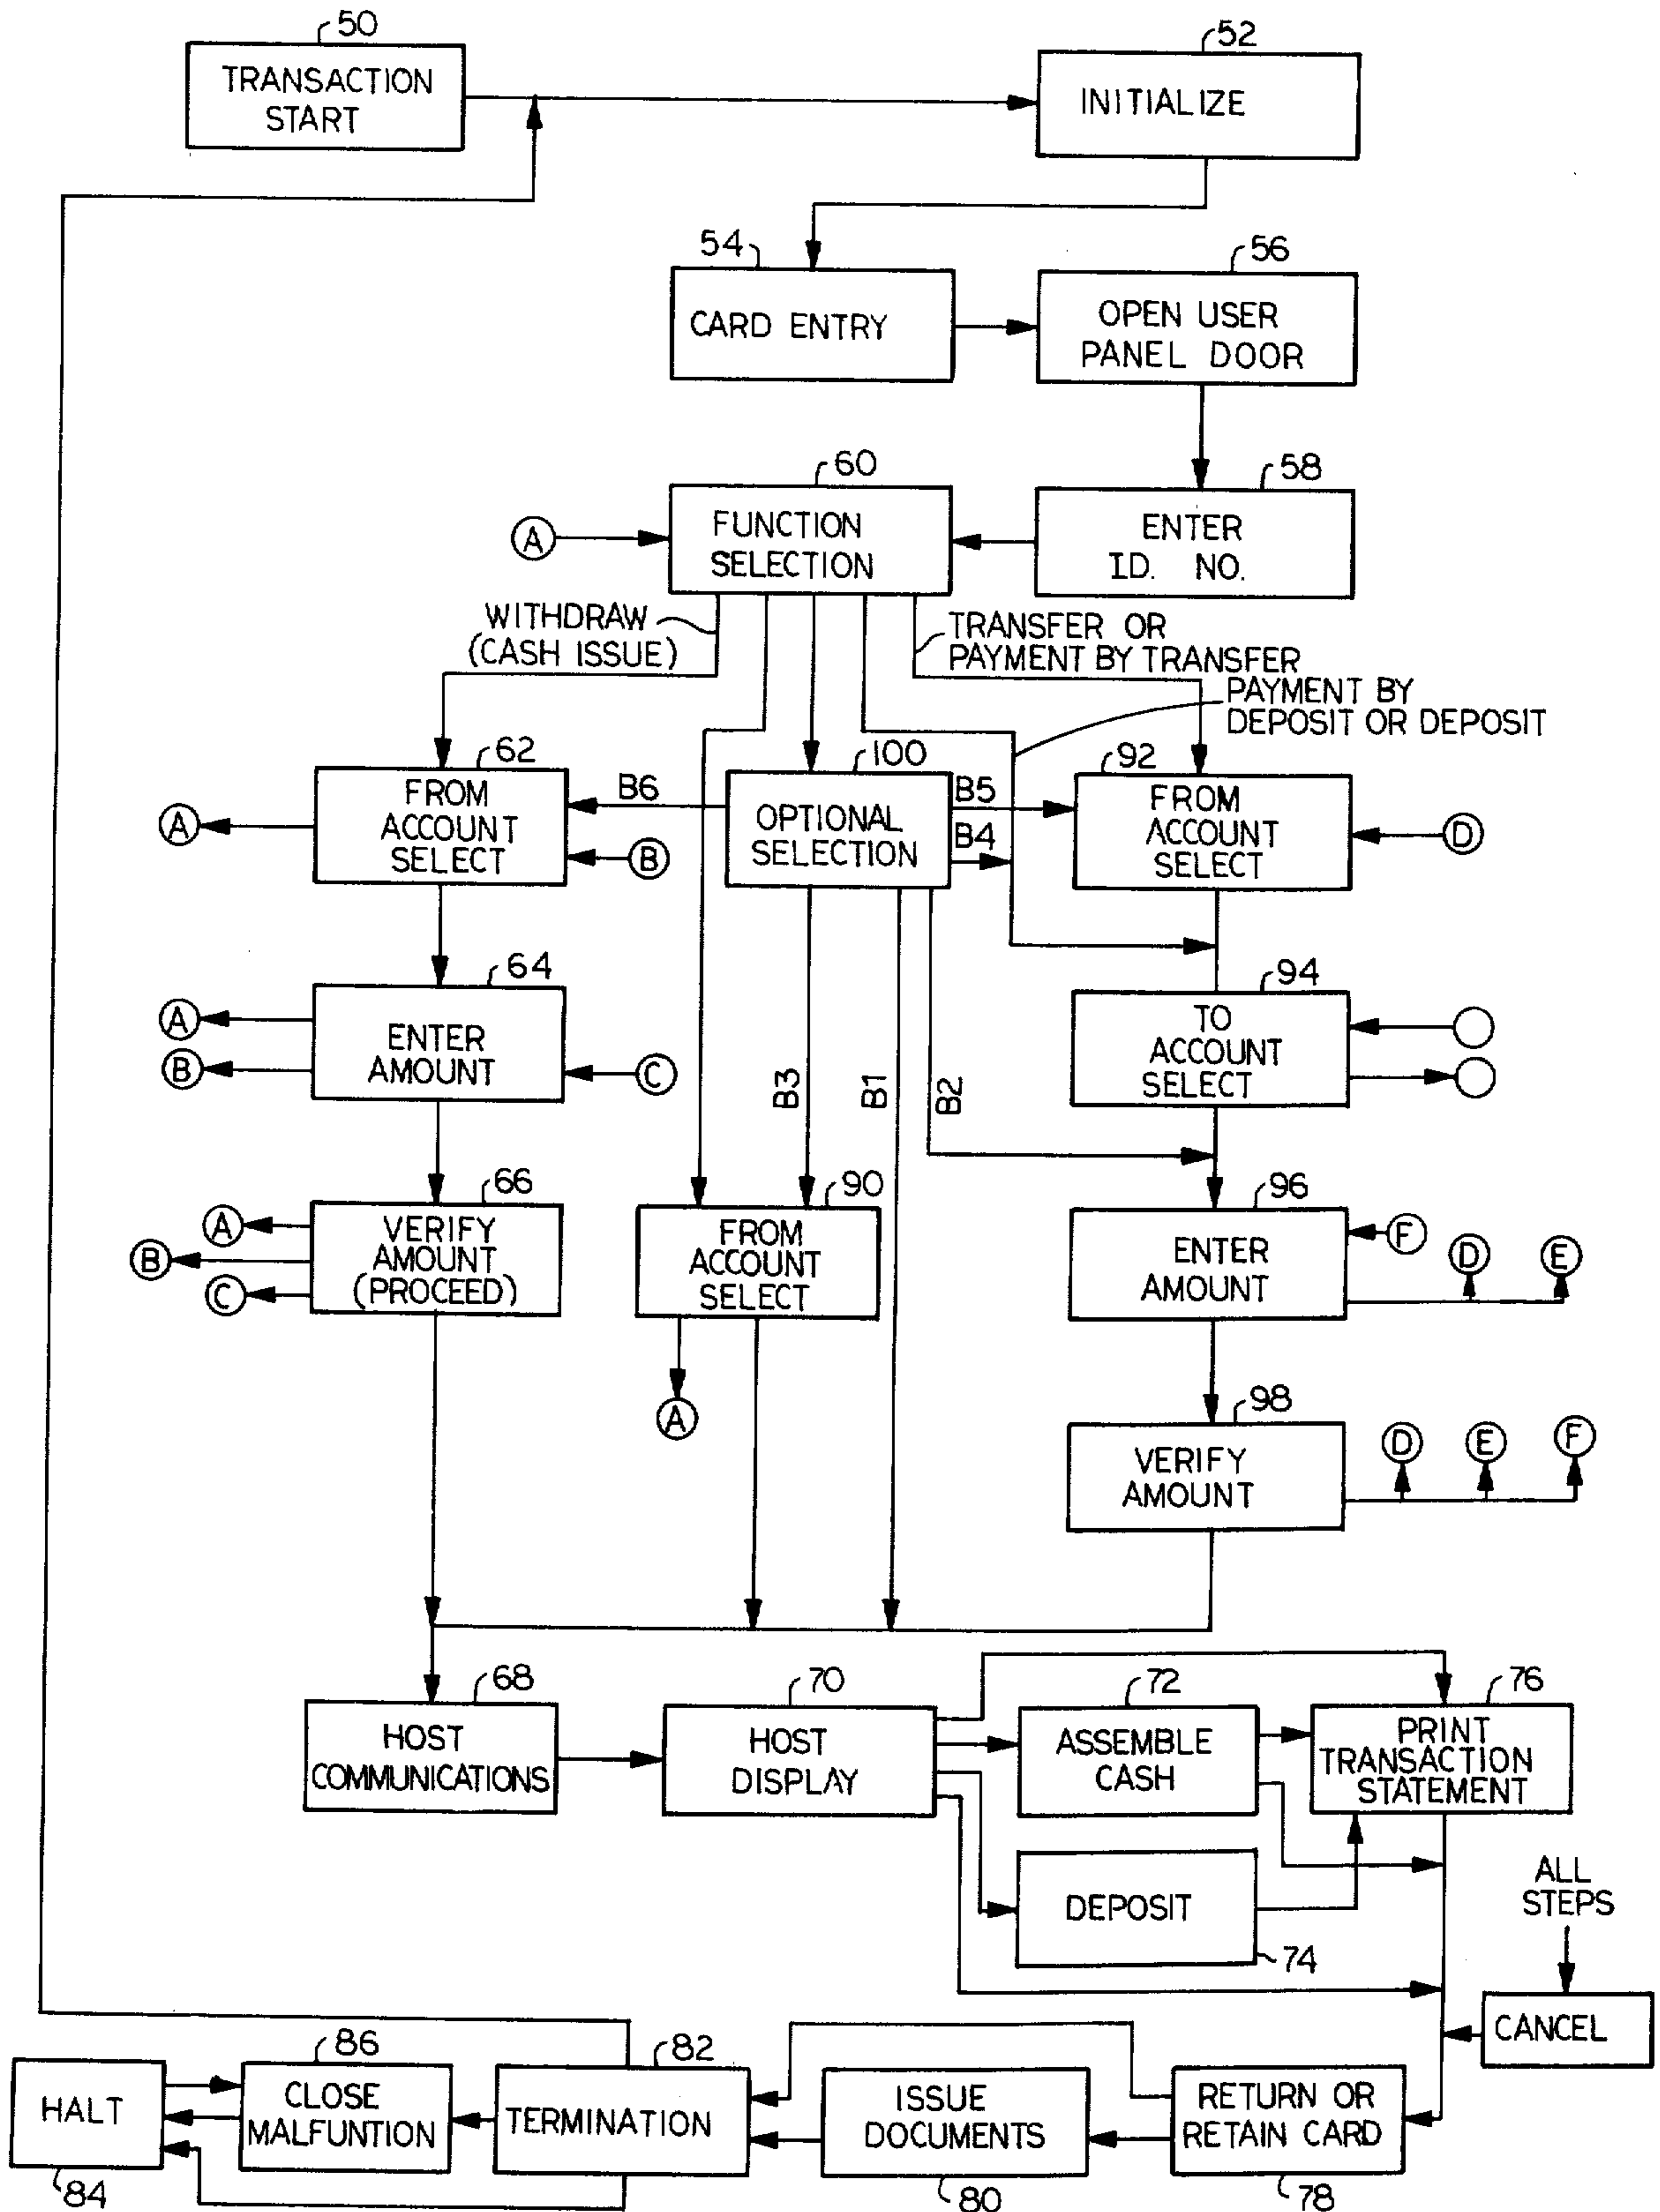 50
TRANSACTION
START
52
INITIALIZE
54
CARD ENTRY
56
OPEN USER
PANEL DOOR
60
FUNCTION
SELECTION
A
58
ENTER
ID. NO.
WITHDRAW
(CASH ISSUE)
TRANSFER OR
PAYMENT BY TRANSFER
PAYMENT BY
DEPOSIT OR DEPOSIT
62
FROM
ACCOUNT
SELECT
A
B6
B
100
OPTIONAL
SELECTION
B5
B4
92
FROM
ACCOUNT
SELECT
D
64
ENTER
AMOUNT
A
B
C
B3
B1
B2
94
TO
ACCOUNT
SELECT
66
VERIFY
AMOUNT
(PROCEED)
A
B
C
90
FROM
ACCOUNT
SELECT
A
96
ENTER
AMOUNT
F
D
E
98
VERIFY
AMOUNT
D
E
F
68
HOST
COMMUNICATIONS
70
HOST
DISPLAY
72
ASSEMBLE
CASH
76
PRINT
TRANSACTION
STATEMENT
DEPOSIT
74
ALL
STEPS
CANCEL
HALT
84
86
CLOSE
MALFUNTION
82
TERMINATION
ISSUE
DOCUMENTS
80
RETURN OR
RETAIN CARD
78